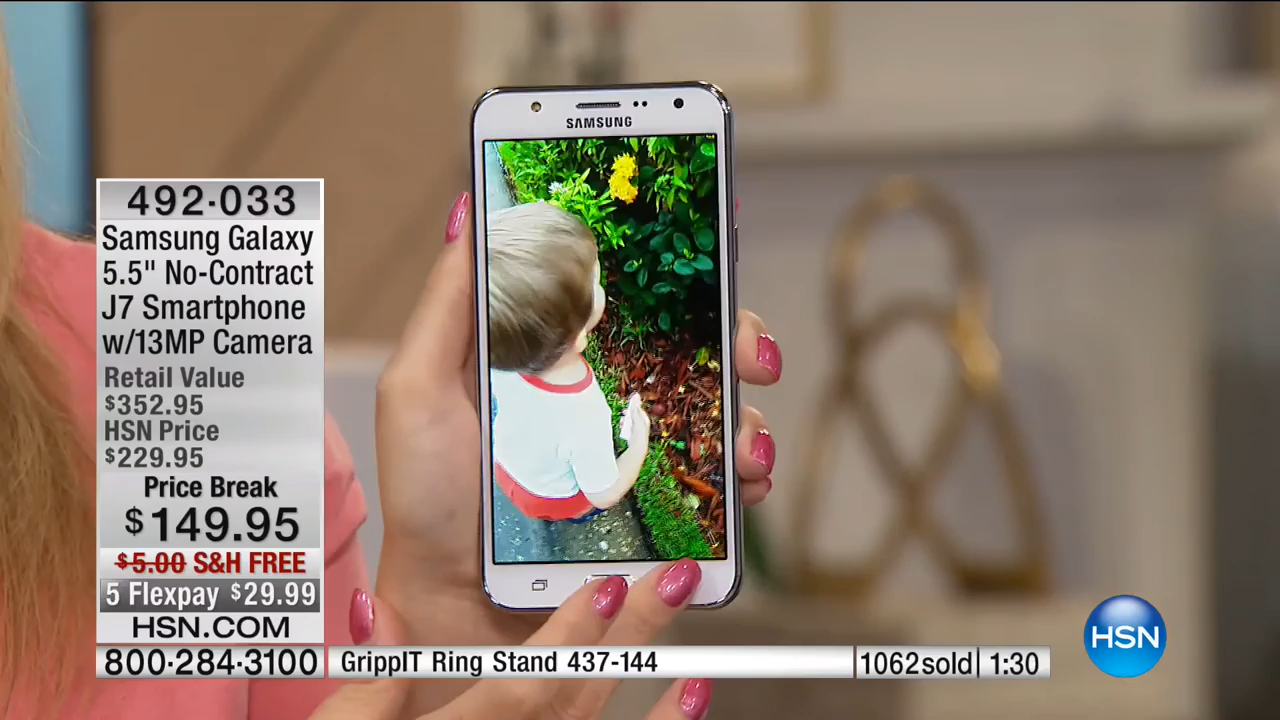 SAMSUNG
492·033
Samsung Galaxy
5.5" No-Contract
J7 Smartphone
w/13MP Camera
Retail Value
$352.95
HSN Price
$229.95
Price Break
$149.95
$5.00 S&H FREE
5 Flexpay $29.99
HSN.COM
800·284·3100
GrippIT Ring Stand 437-144
1062sold
1:30
HSN